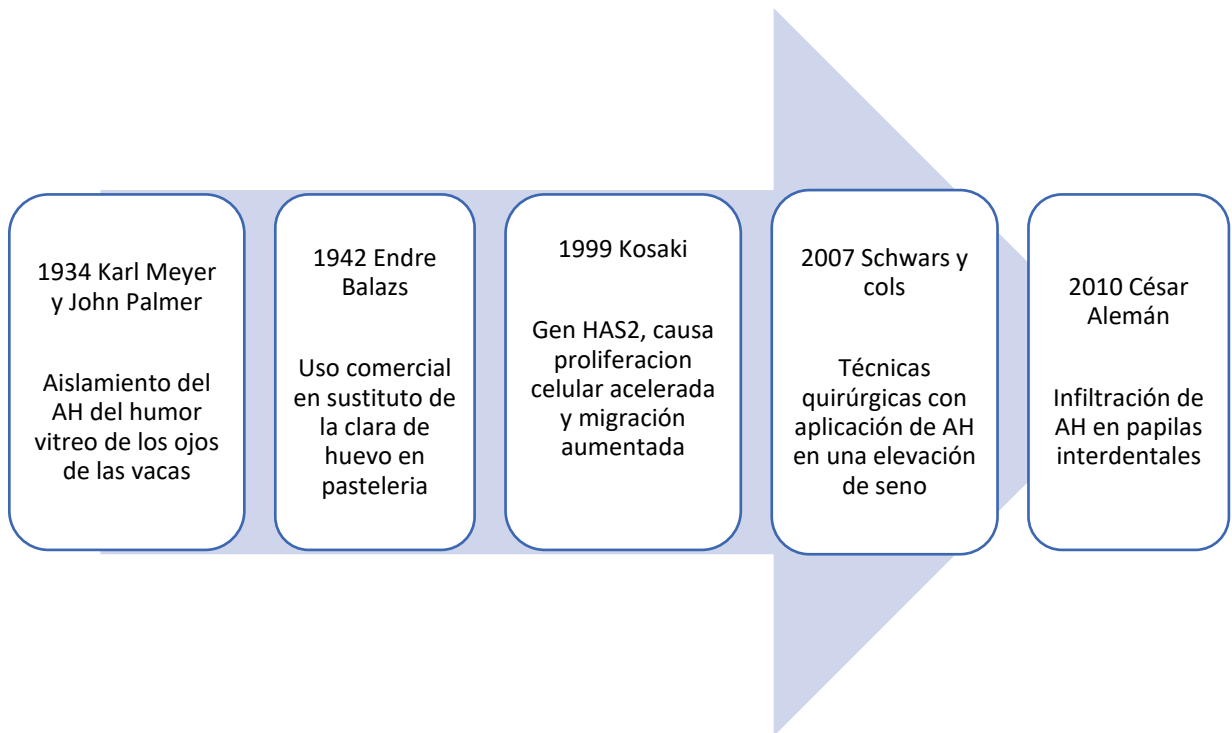 1934 Karl Meyer
y John Palmer
Aislamiento del
AH del humor
vitreo de los ojos
de las vacas
1942 Endre
Balazs
Uso comercial
en sustituto de
la clara de
huevo en
pasteleria
1999 Kosaki
Gen HAS2, causa
proliferacion
celular acelerada
y migración
aumentada
2007 Schwars y
cols
Técnicas
quirúrgicas con
aplicación de AH
en una elevación
de seno
2010 César
Alemán
Infiltración de
AH en papilas
interdentales